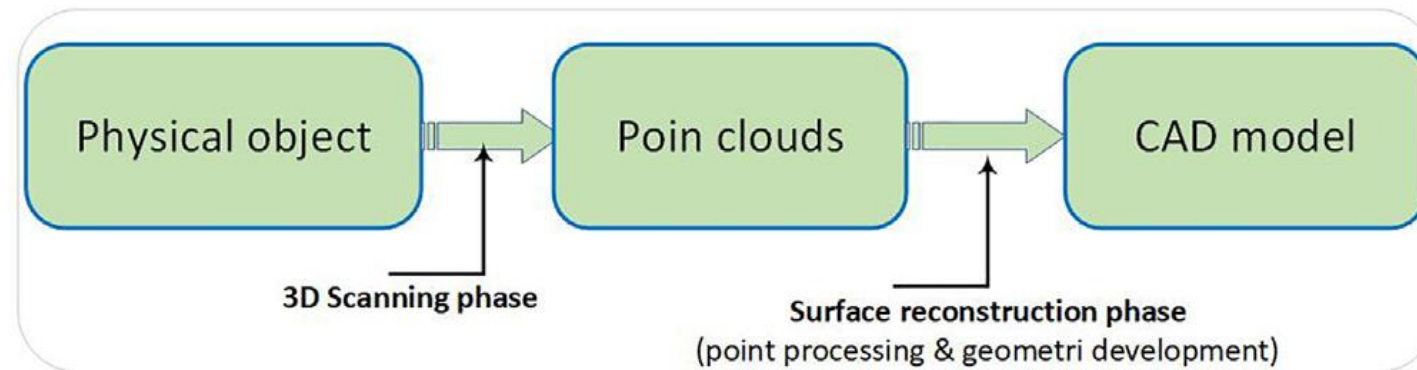 Physical object
Poin clouds
CAD model
3D Scanning phase
Surface reconstruction phase
(point processing & geometri development)